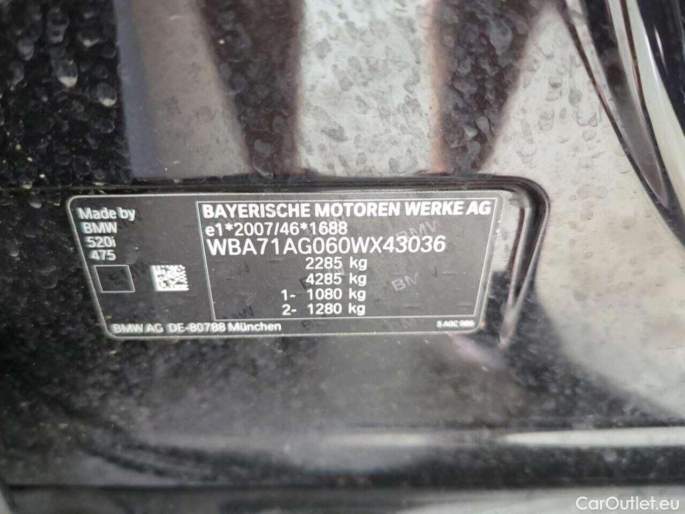 Made by
BMW
520i
475
BAYERISCHE MOTOREN WERKE AG
e1*2007/46*1688
WBA71AG060WX43036
2285 kg
4285 kg
1- 1080 kg
2- 1280 kg
BMW AG DE-80788 München
CarOutlet.eu